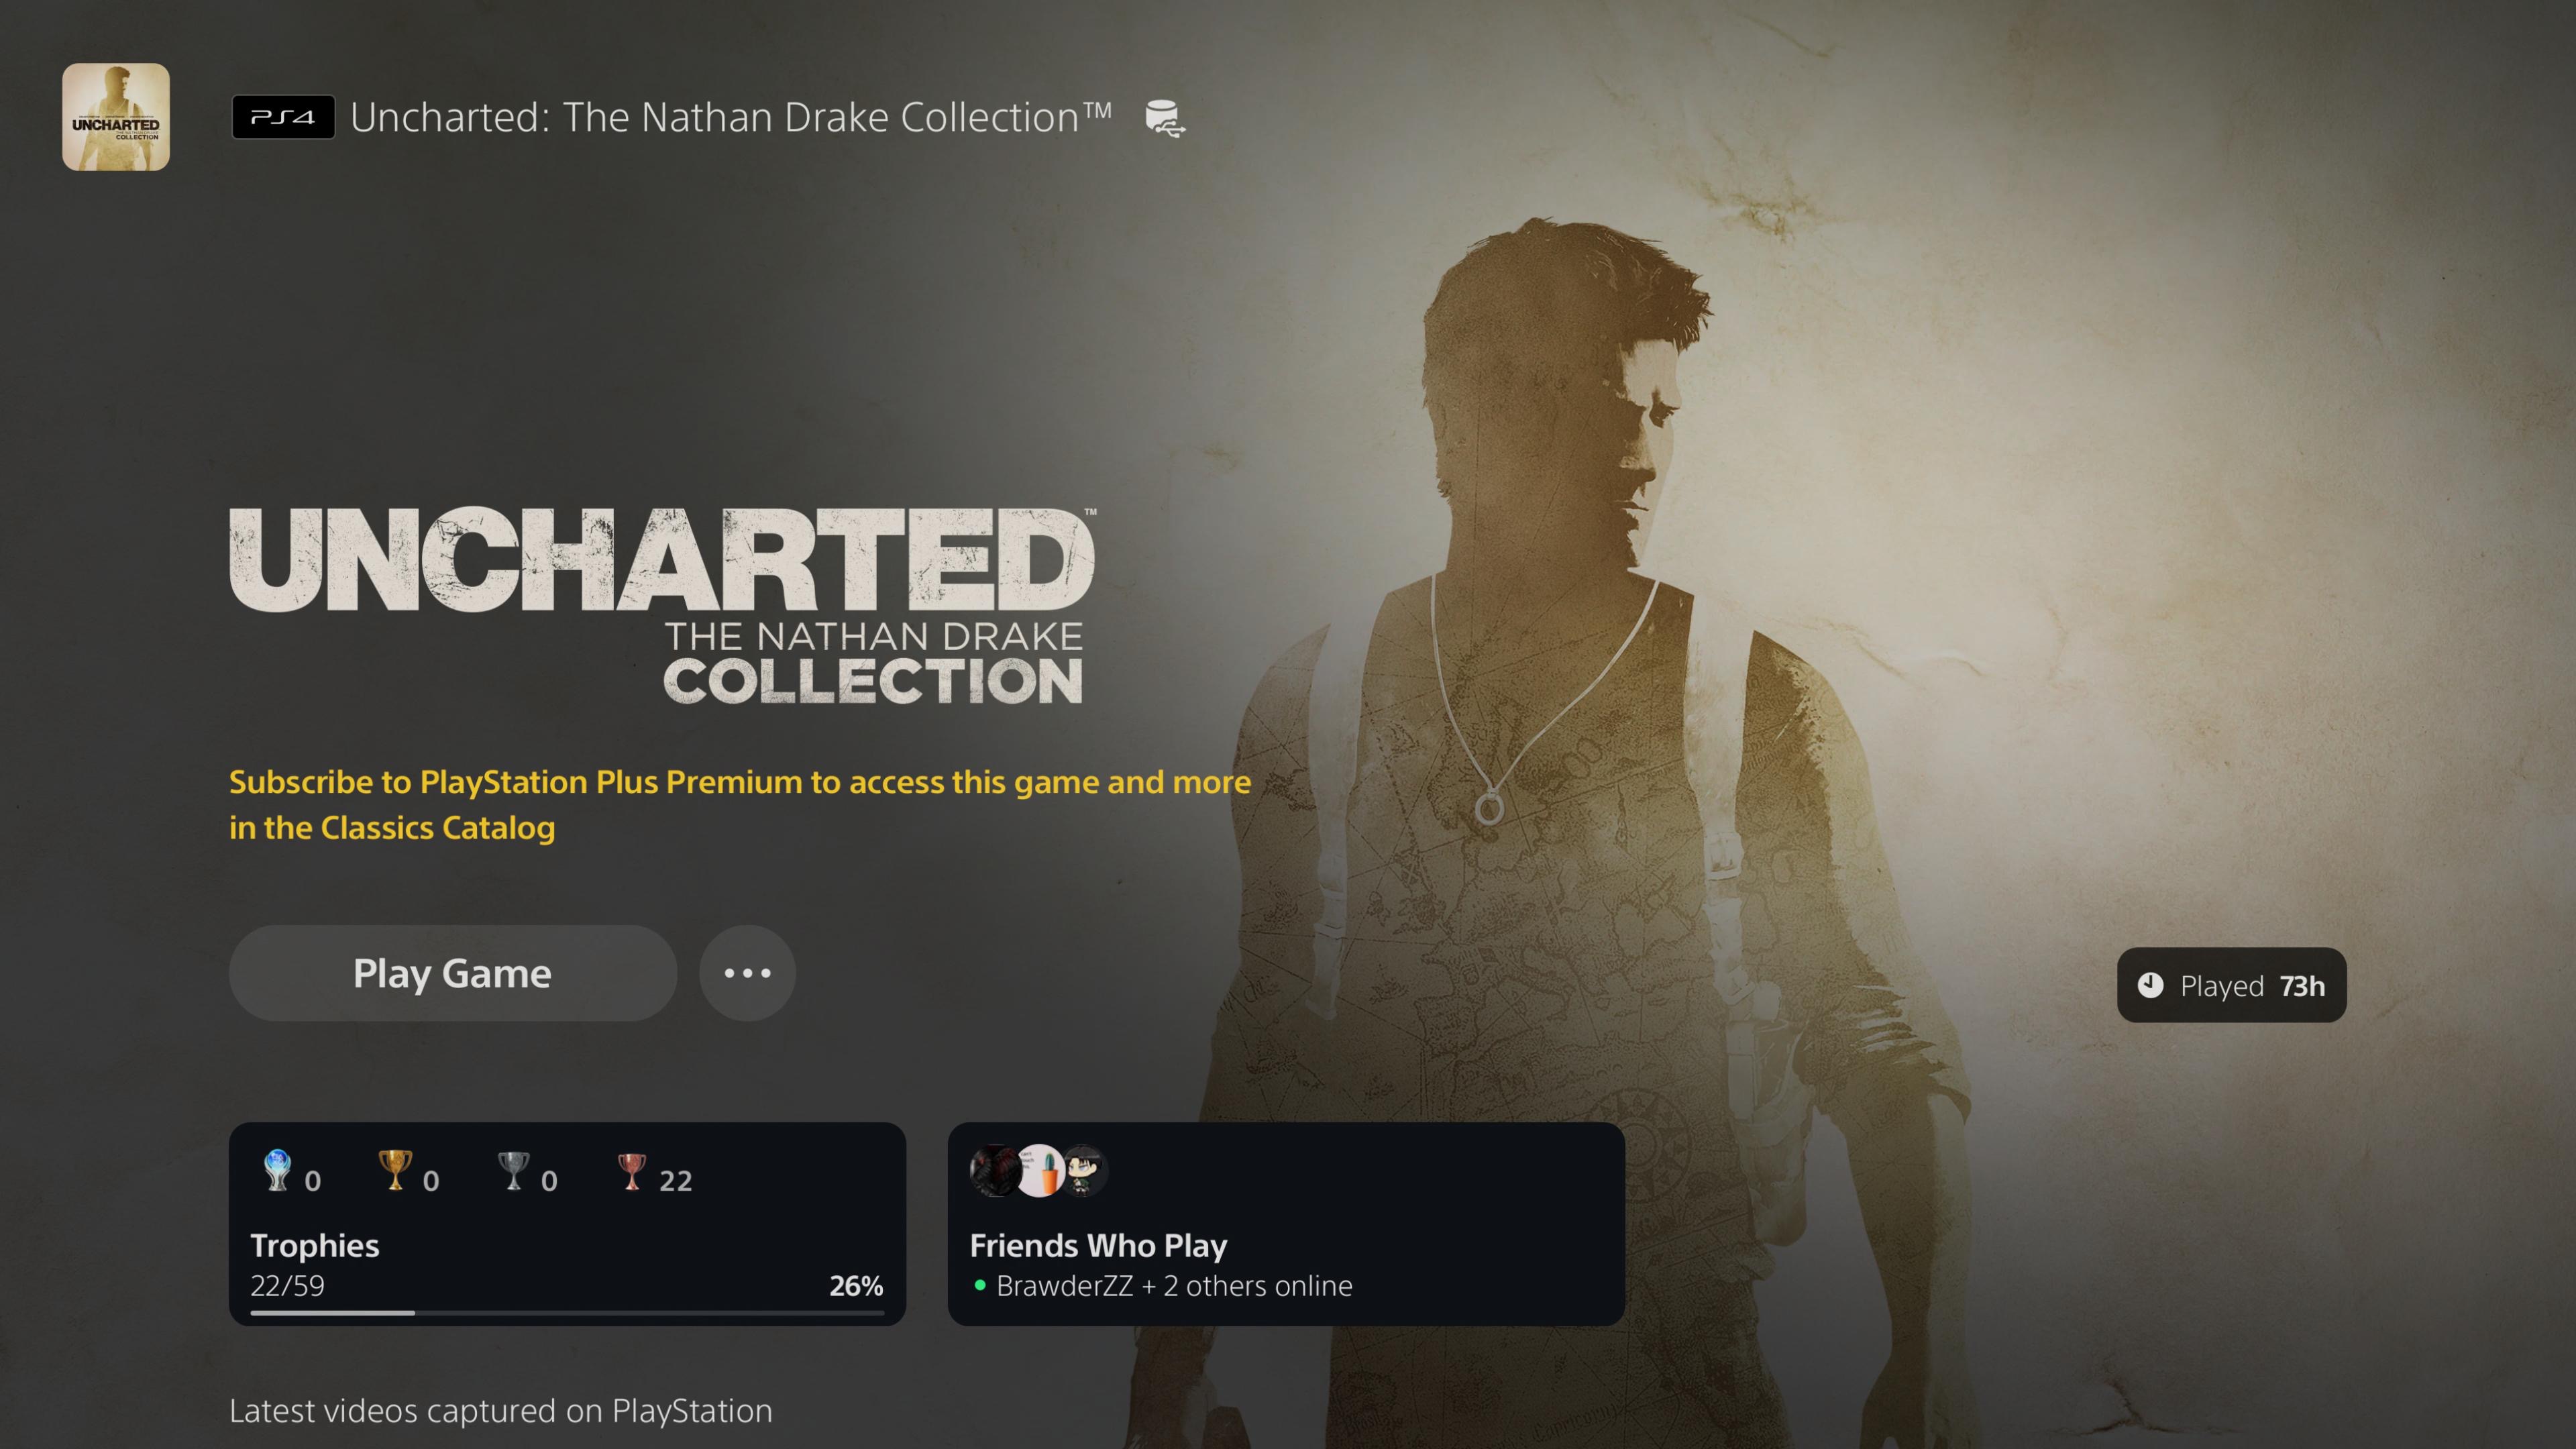 UNCHARTED
COLLECTION
PS4 Uncharted: The Nathan Drake Collection™
UNCHARTED™
THE NATHAN DRAKE
COLLECTION
Subscribe to PlayStation Plus Premium to access this game and more
in the Classics Catalog
Play Game
Played 73h
0 0 0 22
Trophies
22/59 26%
Friends Who Play
BrawderZZ + 2 others online
Latest videos captured on PlayStation